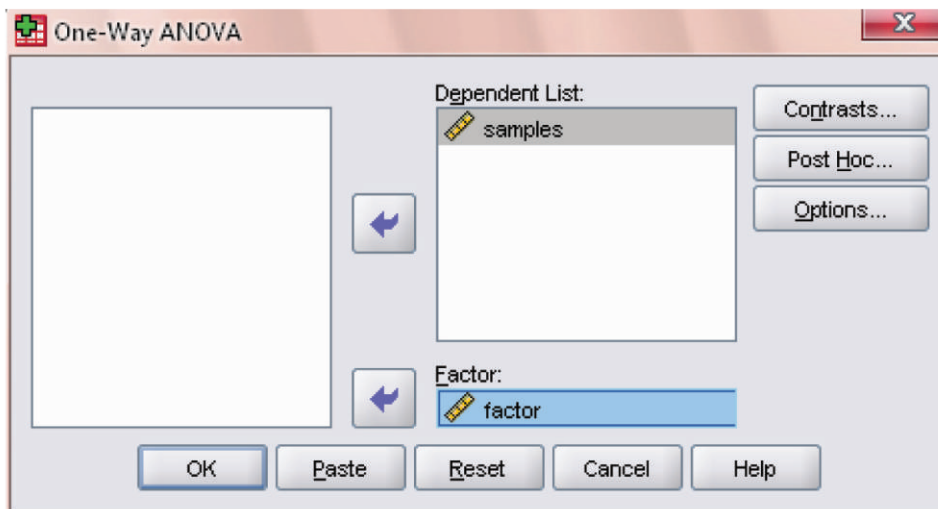 One-Way ANOVA
Dependent List:
samples
Contrasts...
Post Hoc...
Options...
Factor:
factor
OK Paste Reset Cancel Help